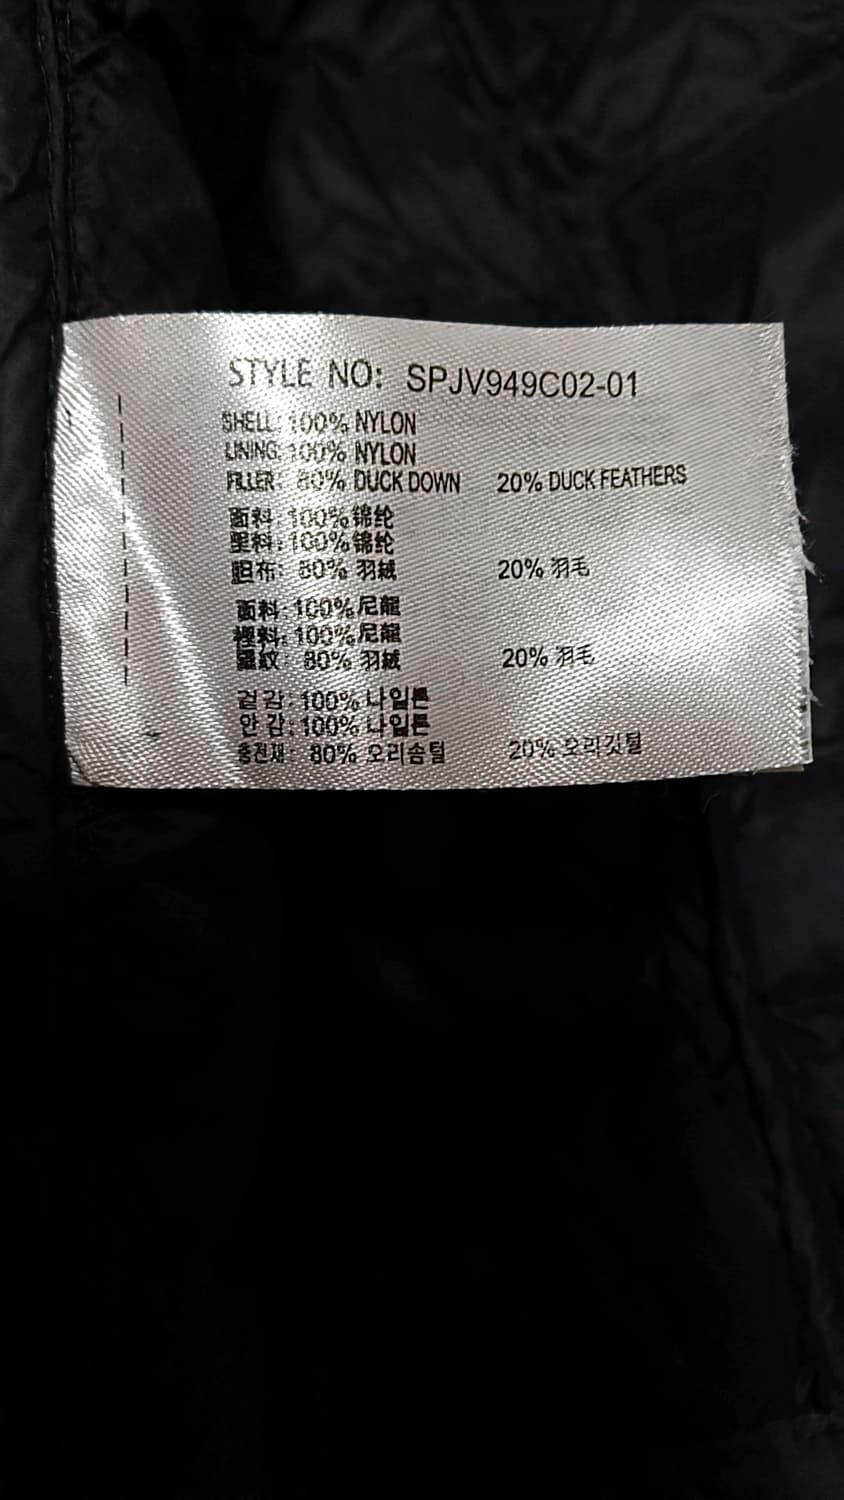 STYLE NO: SPJV949C02-01
SHELL: 100% NYLON
LINING: 100% NYLON
FILLER: 80% DUCK DOWN 20% DUCK FEATHERS
面料: 100% 锦纶
里料: 100% 锦纶
胆布: 80% 羽絨 20% 羽毛
面料: 100% 尼龍
裡料: 100% 尼龍
80% 羽絨 20% 羽毛
겉감: 100% 나일론
안감: 100% 나일론
충전재: 80% 오리솜털 20% 오리깃털